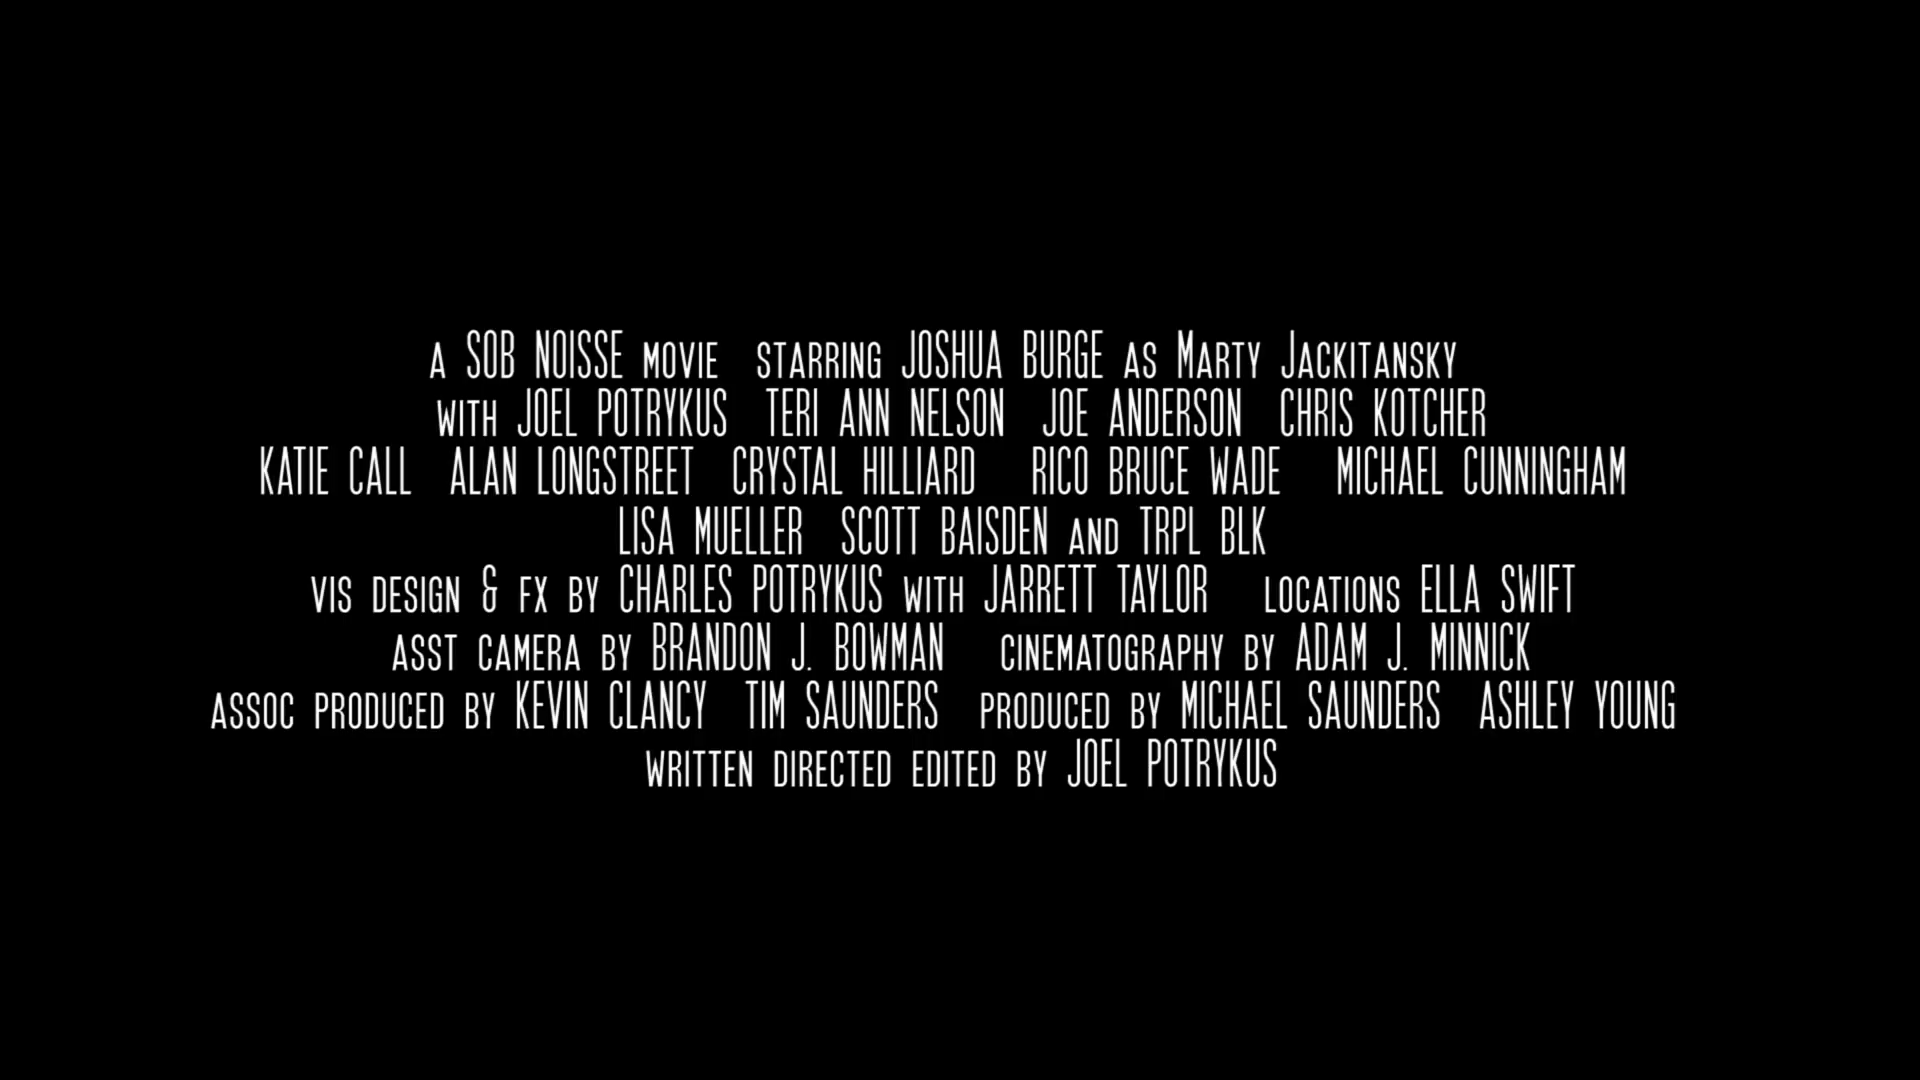 A SOB NOISSE MOVIE STARRING JOSHUA BURGE AS MARTY JACKITANSKY
WITH JOEL POTRYKUS TERI ANN NELSON JOE ANDERSON CHRIS KOTCHER
KATIE CALL ALAN LONGSTREET CRYSTAL HILLIARD RICO BRUCE WADE MICHAEL CUNNINGHAM
LISA MUELLER SCOTT BAISDEN AND TRPL BLK
VIS DESIGN & FX BY CHARLES POTRYKUS WITH JARRETT TAYLOR LOCATIONS ELLA SWIFT
ASST CAMERA BY BRANDON J. BOWMAN CINEMATOGRAPHY BY ADAM J. MINNICK
ASSOC PRODUCED BY KEVIN CLANCY TIM SAUNDERS PRODUCED BY MICHAEL SAUNDERS ASHLEY YOUNG
WRITTEN DIRECTED EDITED BY JOEL POTRYKUS